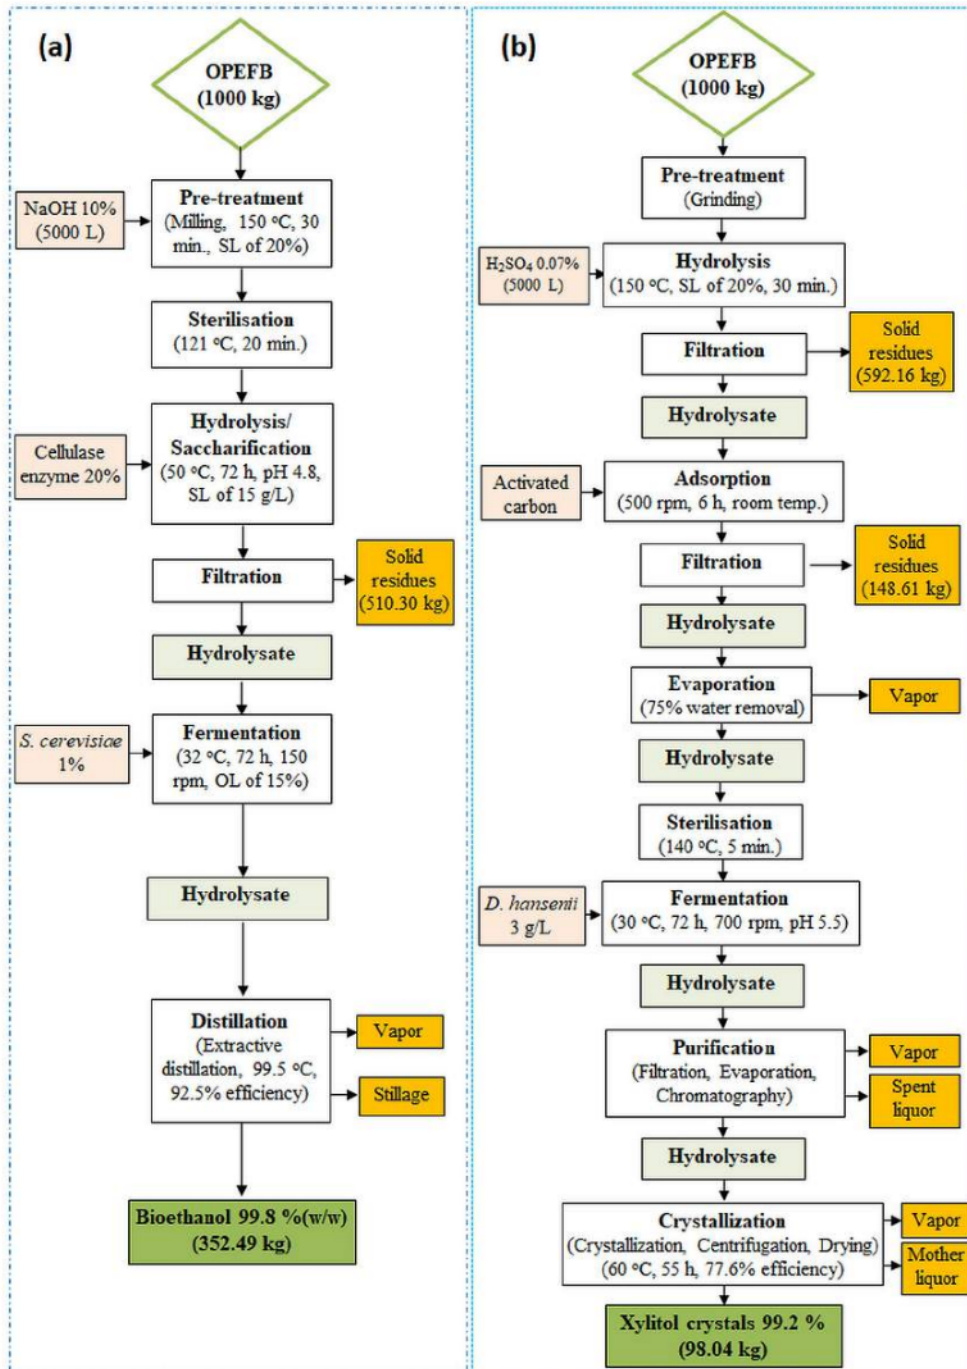 (a)
OPEFB
(1000 kg)
NaOH 10%
(5000 L)
Pre-treatment
(Milling, 150 °C, 30
min., SL of 20%)
Sterilisation
(121 °C, 20 min.)
Cellulase
enzyme 20%
Hydrolysis/
Saccharification
(50 °C, 72 h, pH 4.8,
SL of 15 g/L)
Filtration
Solid
residues
(510.30 kg)
Hydrolysate
S. cerevisiae
1%
Fermentation
(32 °C, 72 h, 150
rpm, OL of 15%)
Hydrolysate
Distillation
(Extractive
distillation, 99.5 °C,
92.5% efficiency)
Vapor
Stillage
Bioethanol 99.8 %(w/w)
(352.49 kg)
(b)
OPEFB
(1000 kg)
Pre-treatment
(Grinding)
H₂SO₄ 0.07%
(5000 L)
Hydrolysis
(150 °C, SL of 20%, 30 min.)
Filtration
Solid
residues
(592.16 kg)
Hydrolysate
Activated
carbon
Adsorption
(500 rpm, 6 h, room temp.)
Filtration
Solid
residues
(148.61 kg)
Hydrolysate
Evaporation
(75% water removal)
Vapor
Hydrolysate
Sterilisation
(140 °C, 5 min.)
D. hansenii
3 g/L
Fermentation
(30 °C, 72 h, 700 rpm, pH 5.5)
Hydrolysate
Purification
(Filtration, Evaporation,
Chromatography)
Vapor
Spent
liquor
Hydrolysate
Crystallization
(Crystallization, Centrifugation, Drying)
(60 °C, 55 h, 77.6% efficiency)
Vapor
Mother
liquor
Xylitol crystals 99.2 %
(98.04 kg)